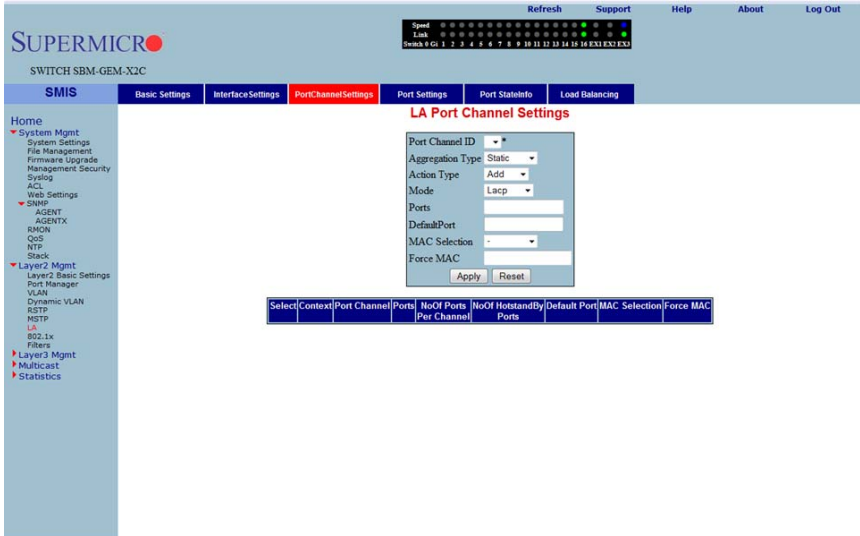 Refresh Support Help About Log Out
SUPERMICRO
Speed
Link
Switch 0 Gi 1 2 3 4 5 6 7 8 9 10 11 12 13 14 15 16 EX1 EX2 EX3
SWITCH SBM-GEM-X2C
SMIS
Basic Settings InterfaceSettings PortChannelSettings Port Settings Port StateInfo Load Balancing
Home
System Mgmt
System Settings
File Management
Firmware Upgrade
Management Security
Syslog
ACL
Web Settings
SNMP
AGENT
AGENTX
RMON
QoS
NTP
Stack
Layer2 Mgmt
Layer2 Basic Settings
Port Manager
VLAN
Dynamic VLAN
RSTP
MSTP
LA
802.1x
Filters
Layer3 Mgmt
Multicast
Statistics
LA Port Channel Settings
Port Channel ID *
Aggregation Type Static
Action Type Add
Mode Lacp
Ports
DefaultPort
MAC Selection -
Force MAC
Apply Reset
Select Context Port Channel Ports NoOf Ports Per Channel NoOf HotstandBy Ports Default Port MAC Selection Force MAC